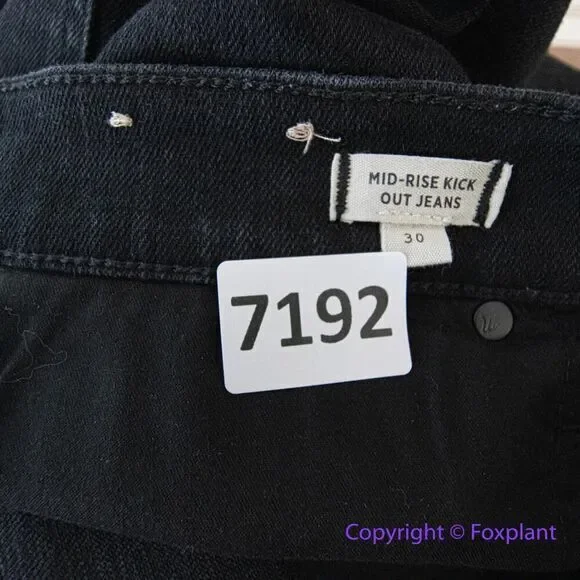 MID-RISE KICK
OUT JEANS
30
7192
Copyright © Foxplant